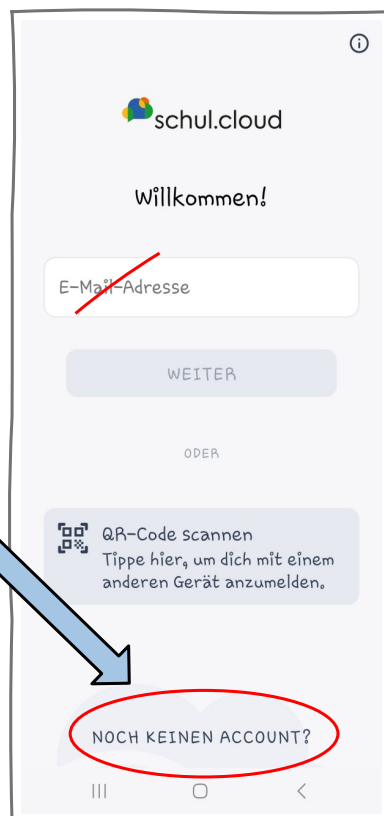 schul.cloud
Willkommen!
E-Mail-Adresse
WEITER
ODER
QR-Code scannen
Tippe hier, um dich mit einem
anderen Gerät anzumelden.
NOCH KEINEN ACCOUNT?